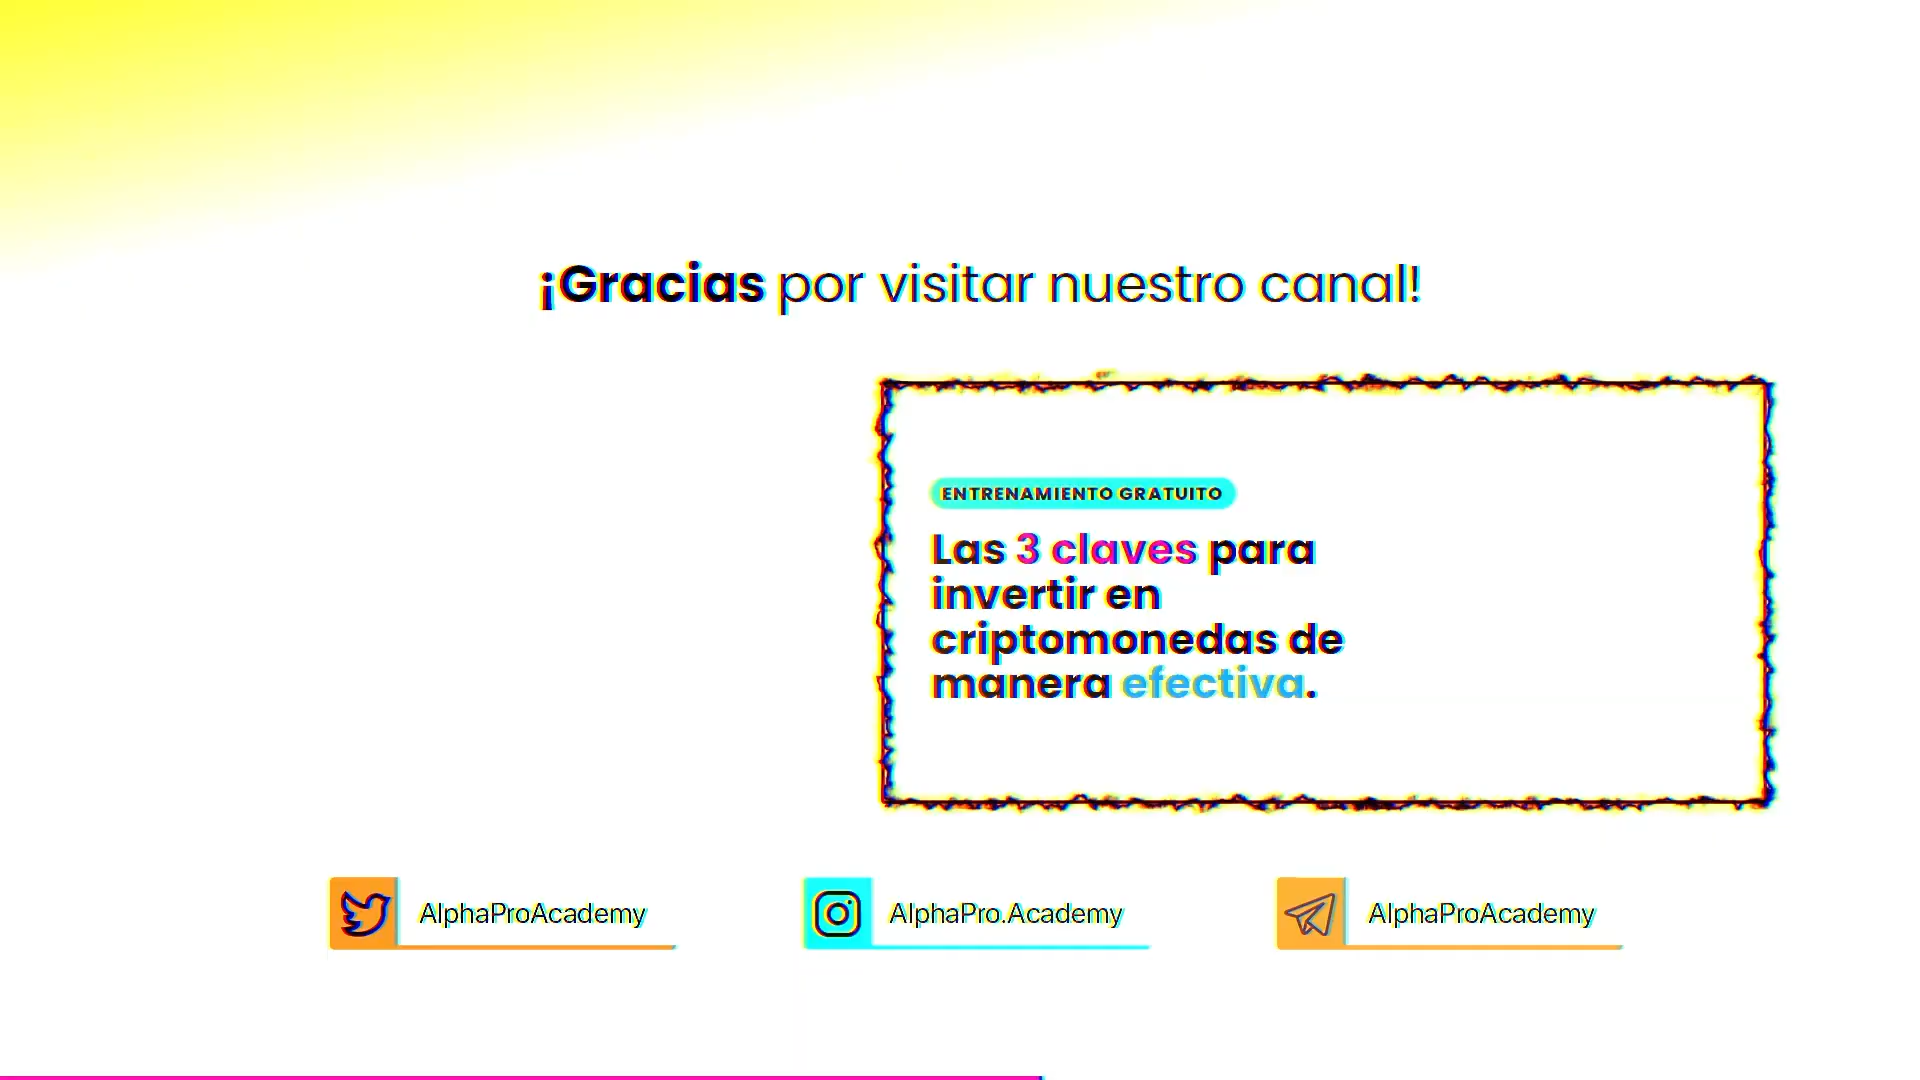 ¡Gracias por visitar nuestro canal!
ENTRENAMIENTO GRATUITO
Las 3 claves para
invertir en
criptomonedas de
manera efectiva.
AlphaProAcademy
AlphaPro.Academy
AlphaProAcademy